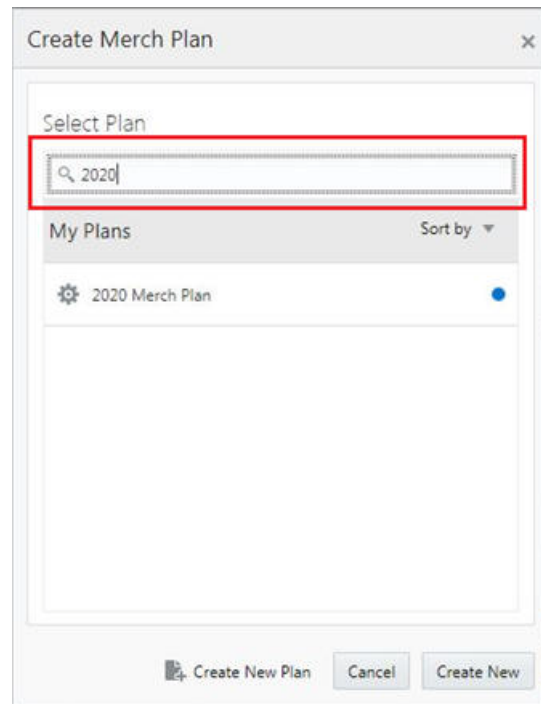 Create Merch Plan
Select Plan
2020
My Plans Sort by
2020 Merch Plan
Create New Plan Cancel Create New